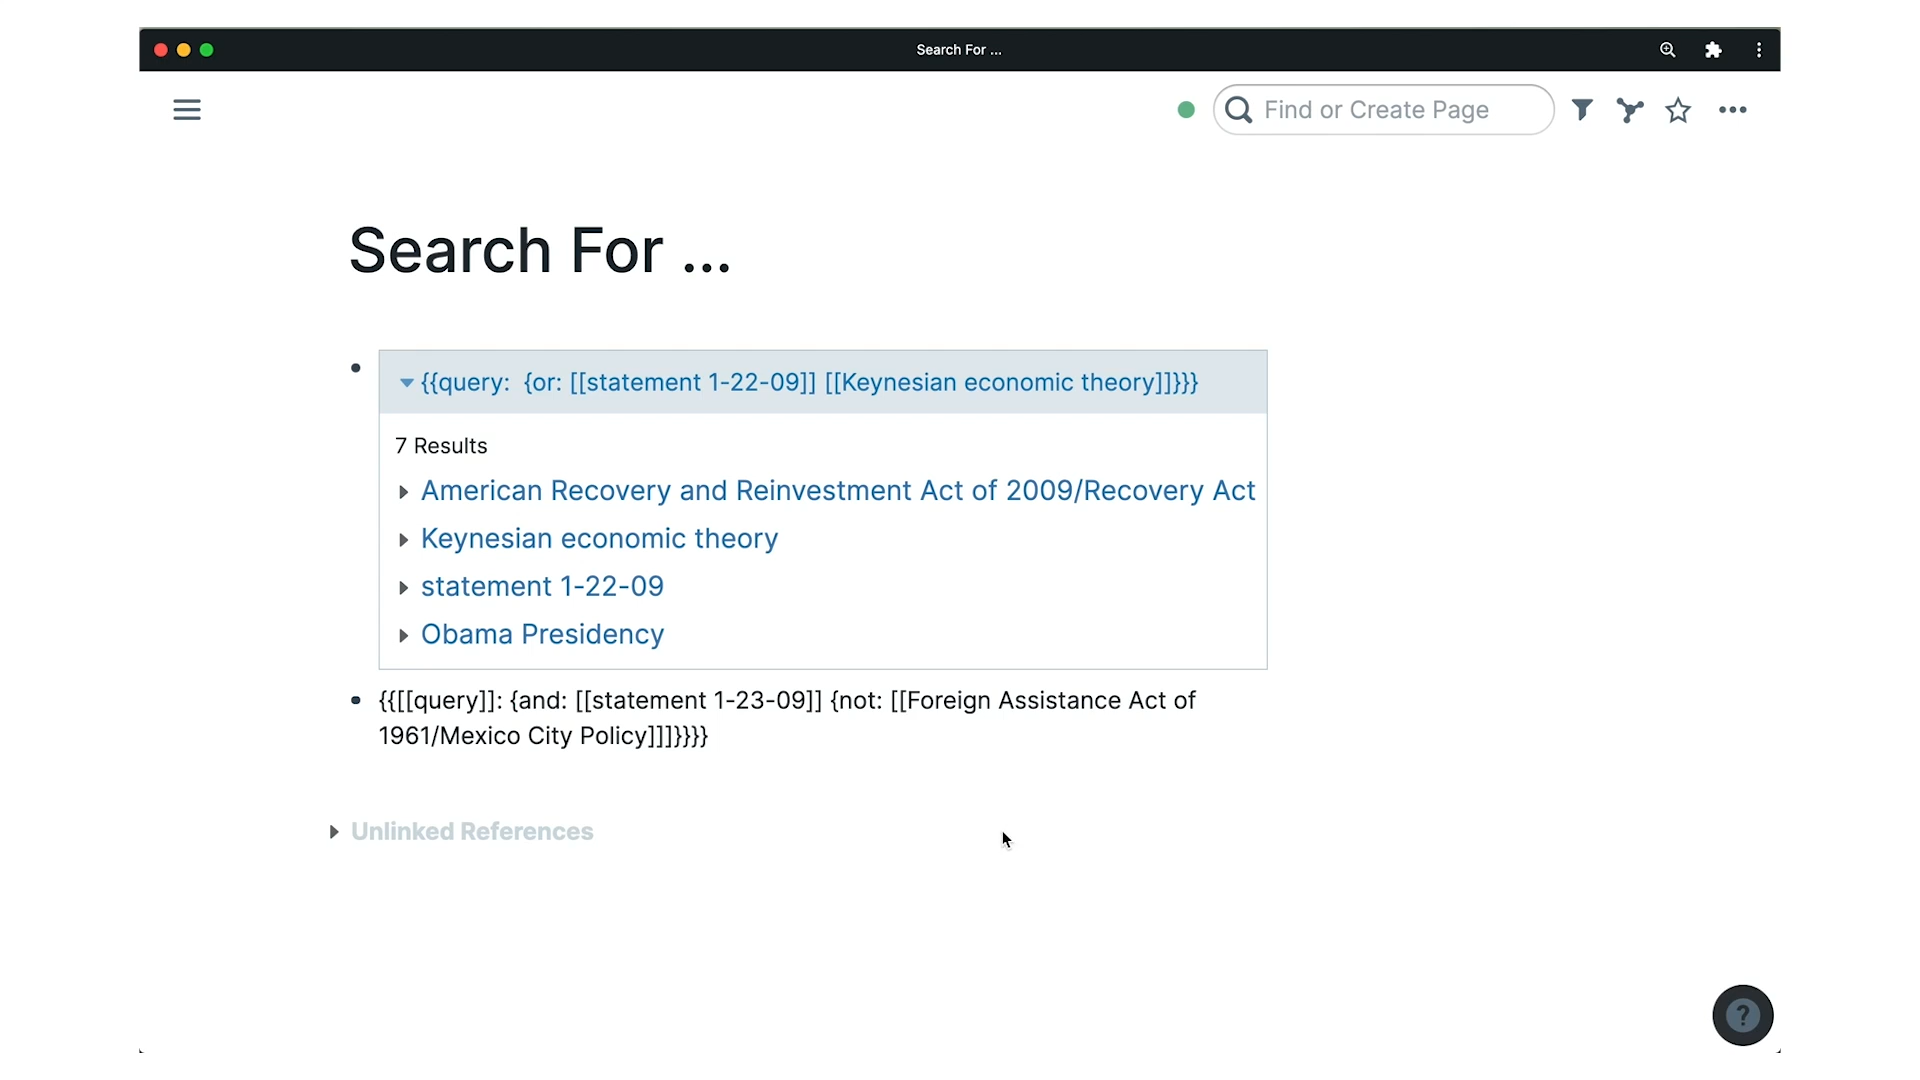 Search For ...
Find or Create Page
Search For ...
{{query: {or: [[statement 1-22-09]] [[Keynesian economic theory]]}}}
7 Results
American Recovery and Reinvestment Act of 2009/Recovery Act
Keynesian economic theory
statement 1-22-09
Obama Presidency
{{[[query]]: {and: [[statement 1-23-09]] {not: [[Foreign Assistance Act of
1961/Mexico City Policy]]]}}}}
Unlinked References
?